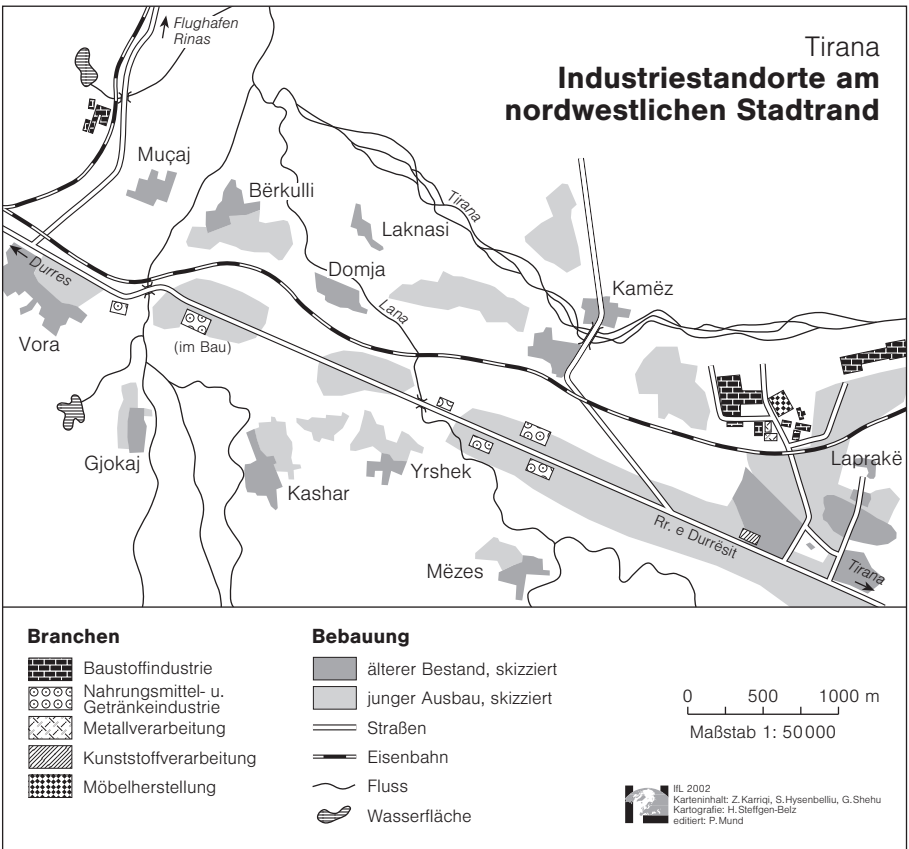 Flughafen
Rinas
Tirana
Industriestandorte am
nordwestlichen Stadtrand
Muçaj
Bërkulli
Laknasi
Tirana
Domja
Lana
Kamëz
Durres
Vora
(im Bau)
Gjokaj
Kashar
Yrshek
Laprakë
Rr. e Durrësit
Mëzes
Tirana
Branchen
Baustoffindustrie
Nahrungsmittel- u.
Getränkeindustrie
Metallverarbeitung
Kunststoffverarbeitung
Möbelherstellung
Bebauung
älterer Bestand, skizziert
junger Ausbau, skizziert
Straßen
Eisenbahn
Fluss
Wasserfläche
0 500 1000 m
Maßstab 1: 50 000
IfL 2002
Karteninhalt: Z. Karriqi, S. Hysenbelliu, G. Shehu
Kartografie: H. Steffgen-Belz
editiert: P. Mund